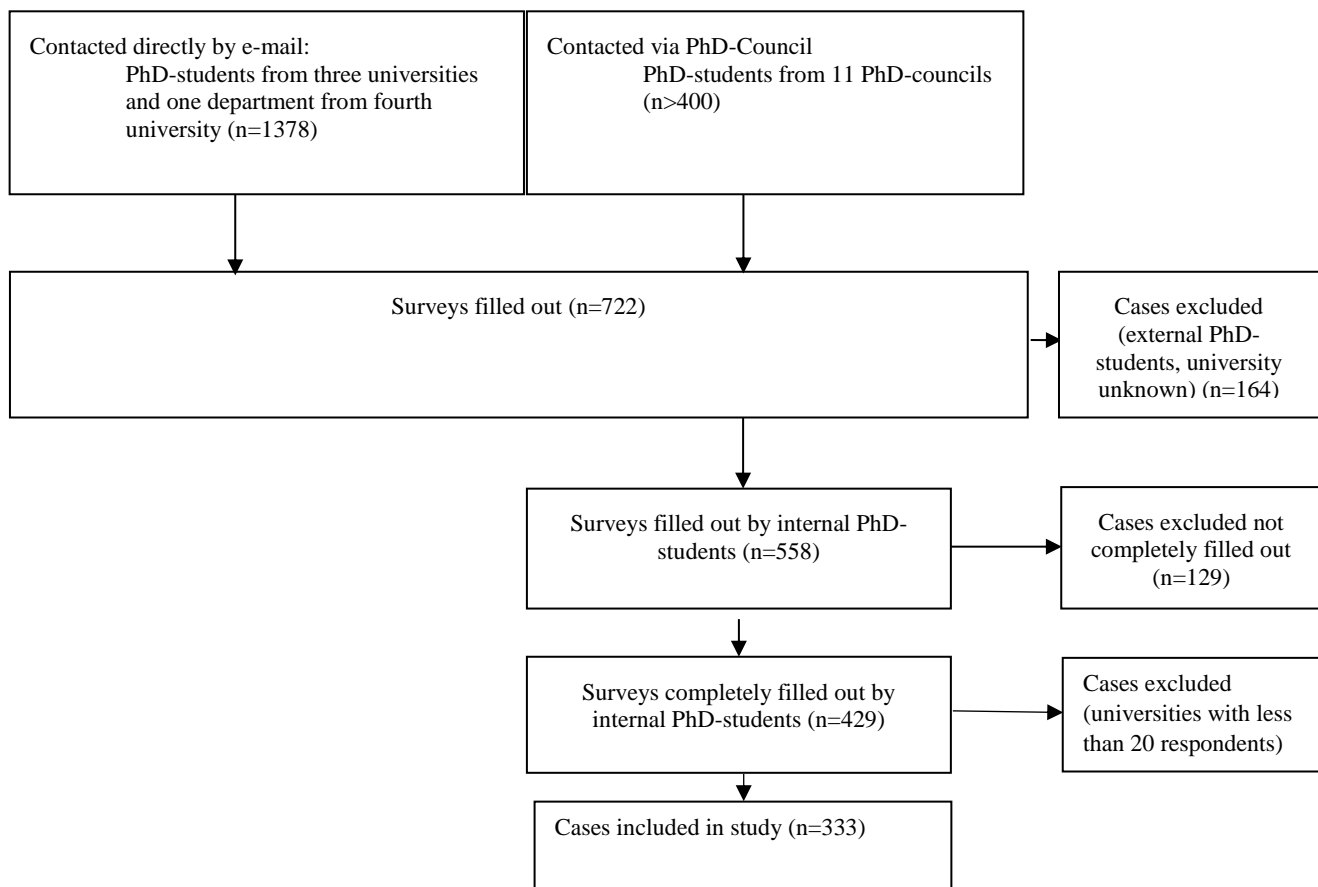 Contacted directly by e-mail:
PhD-students from three universities
and one department from fourth
university (n=1378)
Contacted via PhD-Council
PhD-students from 11 PhD-councils
(n>400)
Surveys filled out (n=722)
Cases excluded
(external PhD-
students, university
unknown) (n=164)
Surveys filled out by internal PhD-
students (n=558)
Cases excluded not
completely filled out
(n=129)
Surveys completely filled out by
internal PhD-students (n=429)
Cases excluded
(universities with less
than 20 respondents)
Cases included in study (n=333)